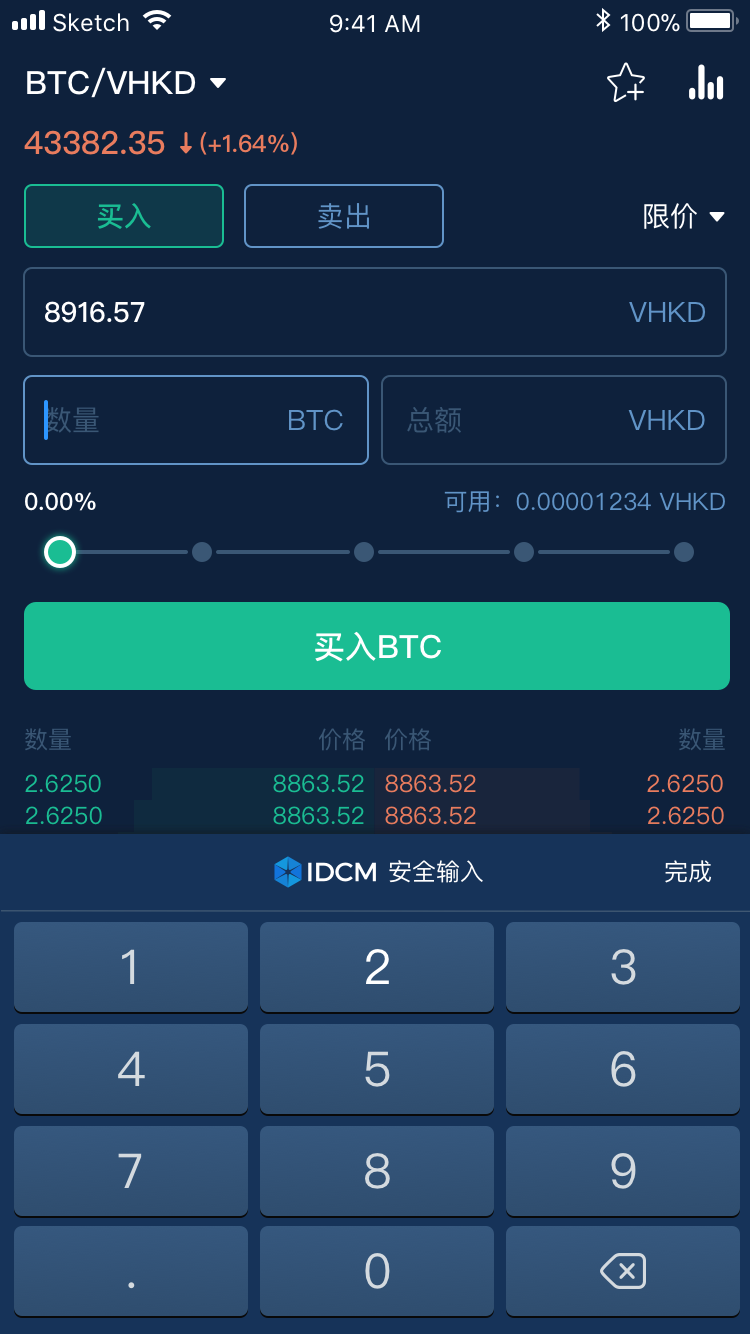 Sketch 9:41 AM 100%
BTC/VHKD
43382.35 ↓(+1.64%)
买入 卖出 限价
8916.57 VHKD
数量 BTC 总额 VHKD
0.00% 可用：0.00001234 VHKD
买入BTC
数量 价格 价格 数量
2.6250 8863.52 8863.52 2.6250
2.6250 8863.52 8863.52 2.6250
IDCM 安全输入 完成
1 2 3
4 5 6
7 8 9
. 0